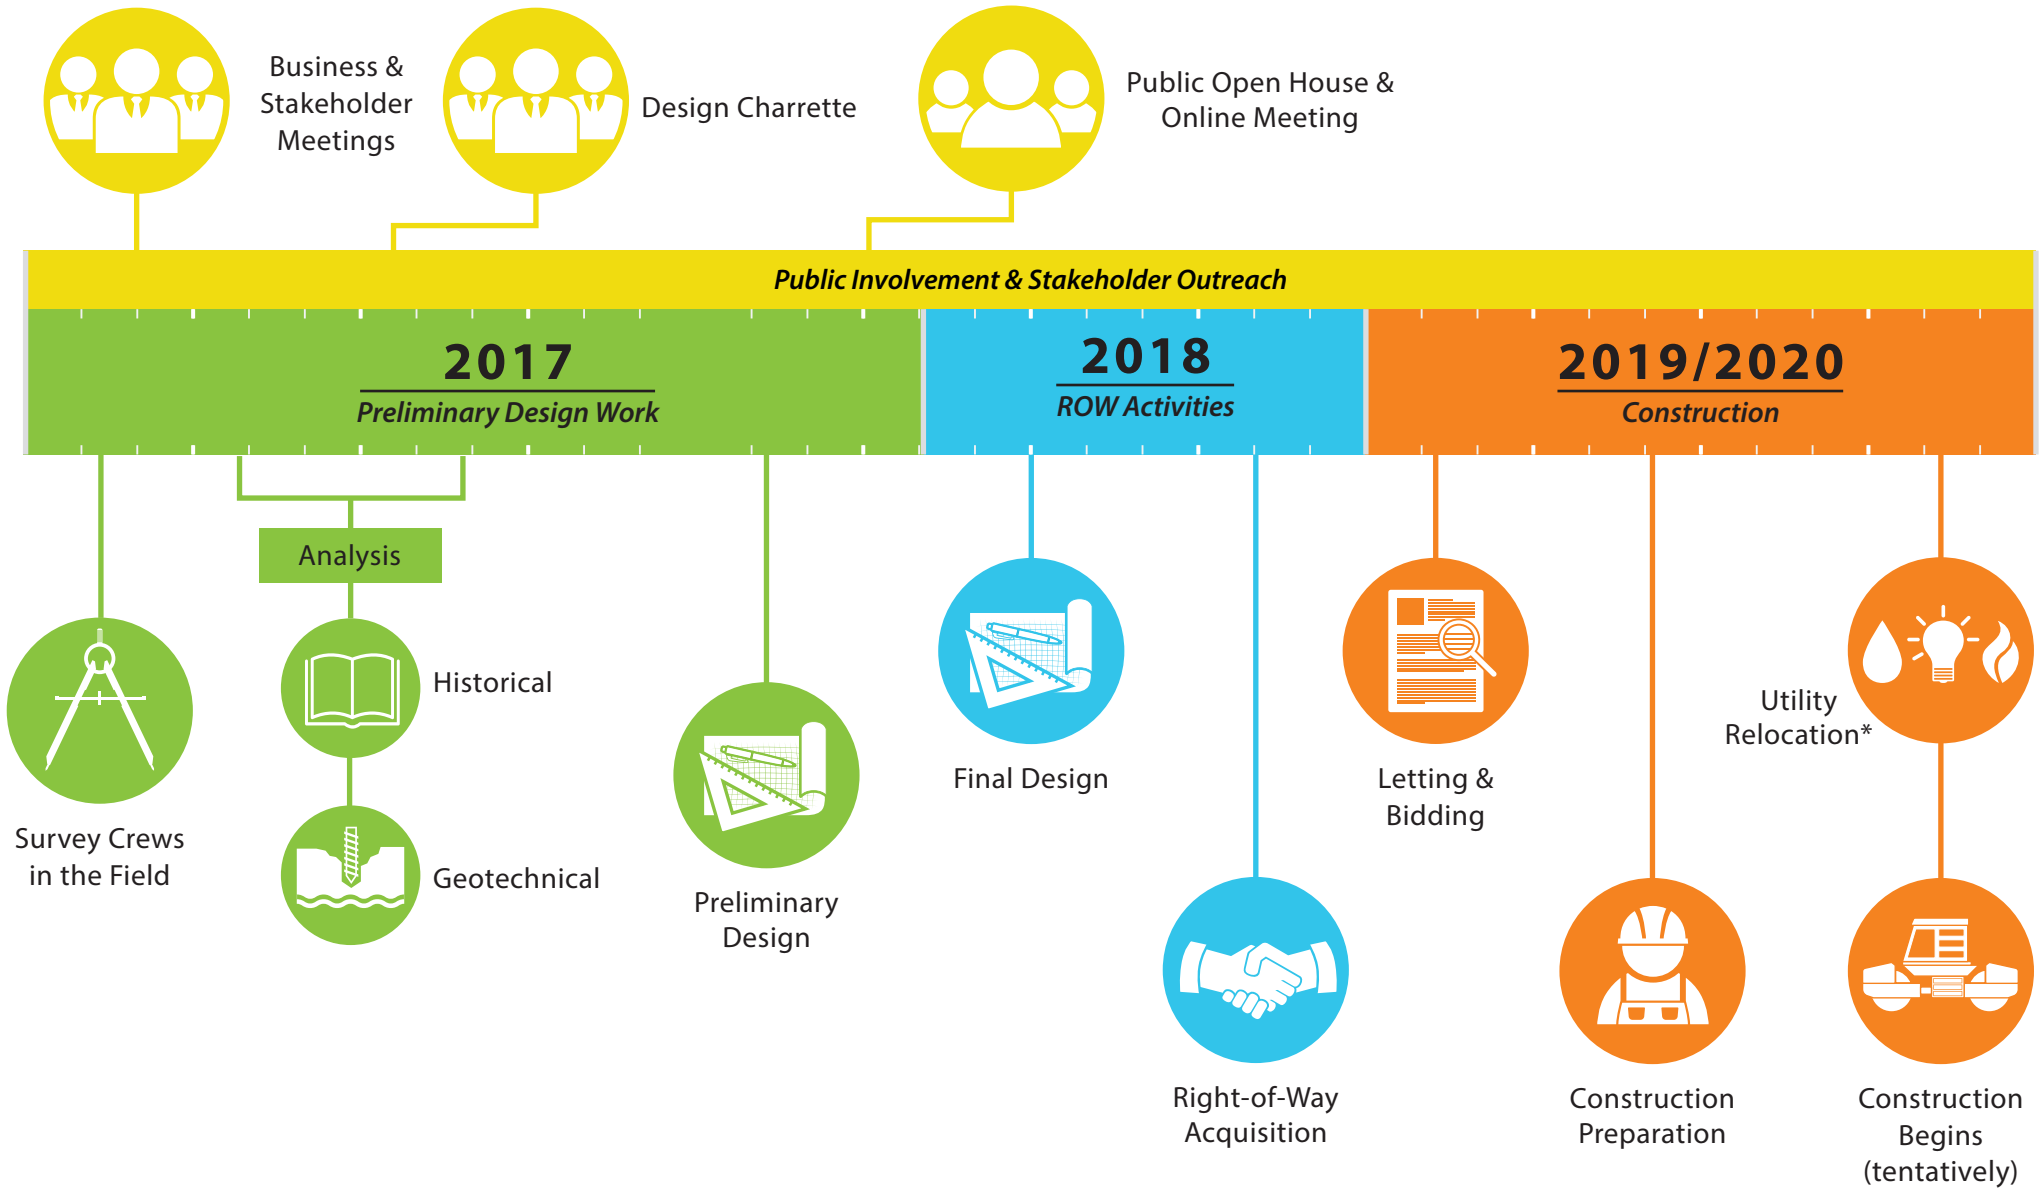 Business &
Stakeholder
Meetings
Design Charrette
Public Open House &
Online Meeting
Public Involvement & Stakeholder Outreach
2017
Preliminary Design Work
2018
ROW Activities
2019/2020
Construction
Analysis
Historical
Geotechnical
Survey Crews
in the Field
Preliminary
Design
Final Design
Right-of-Way
Acquisition
Letting &
Bidding
Construction
Preparation
Utility
Relocation*
Construction
Begins
(tentatively)